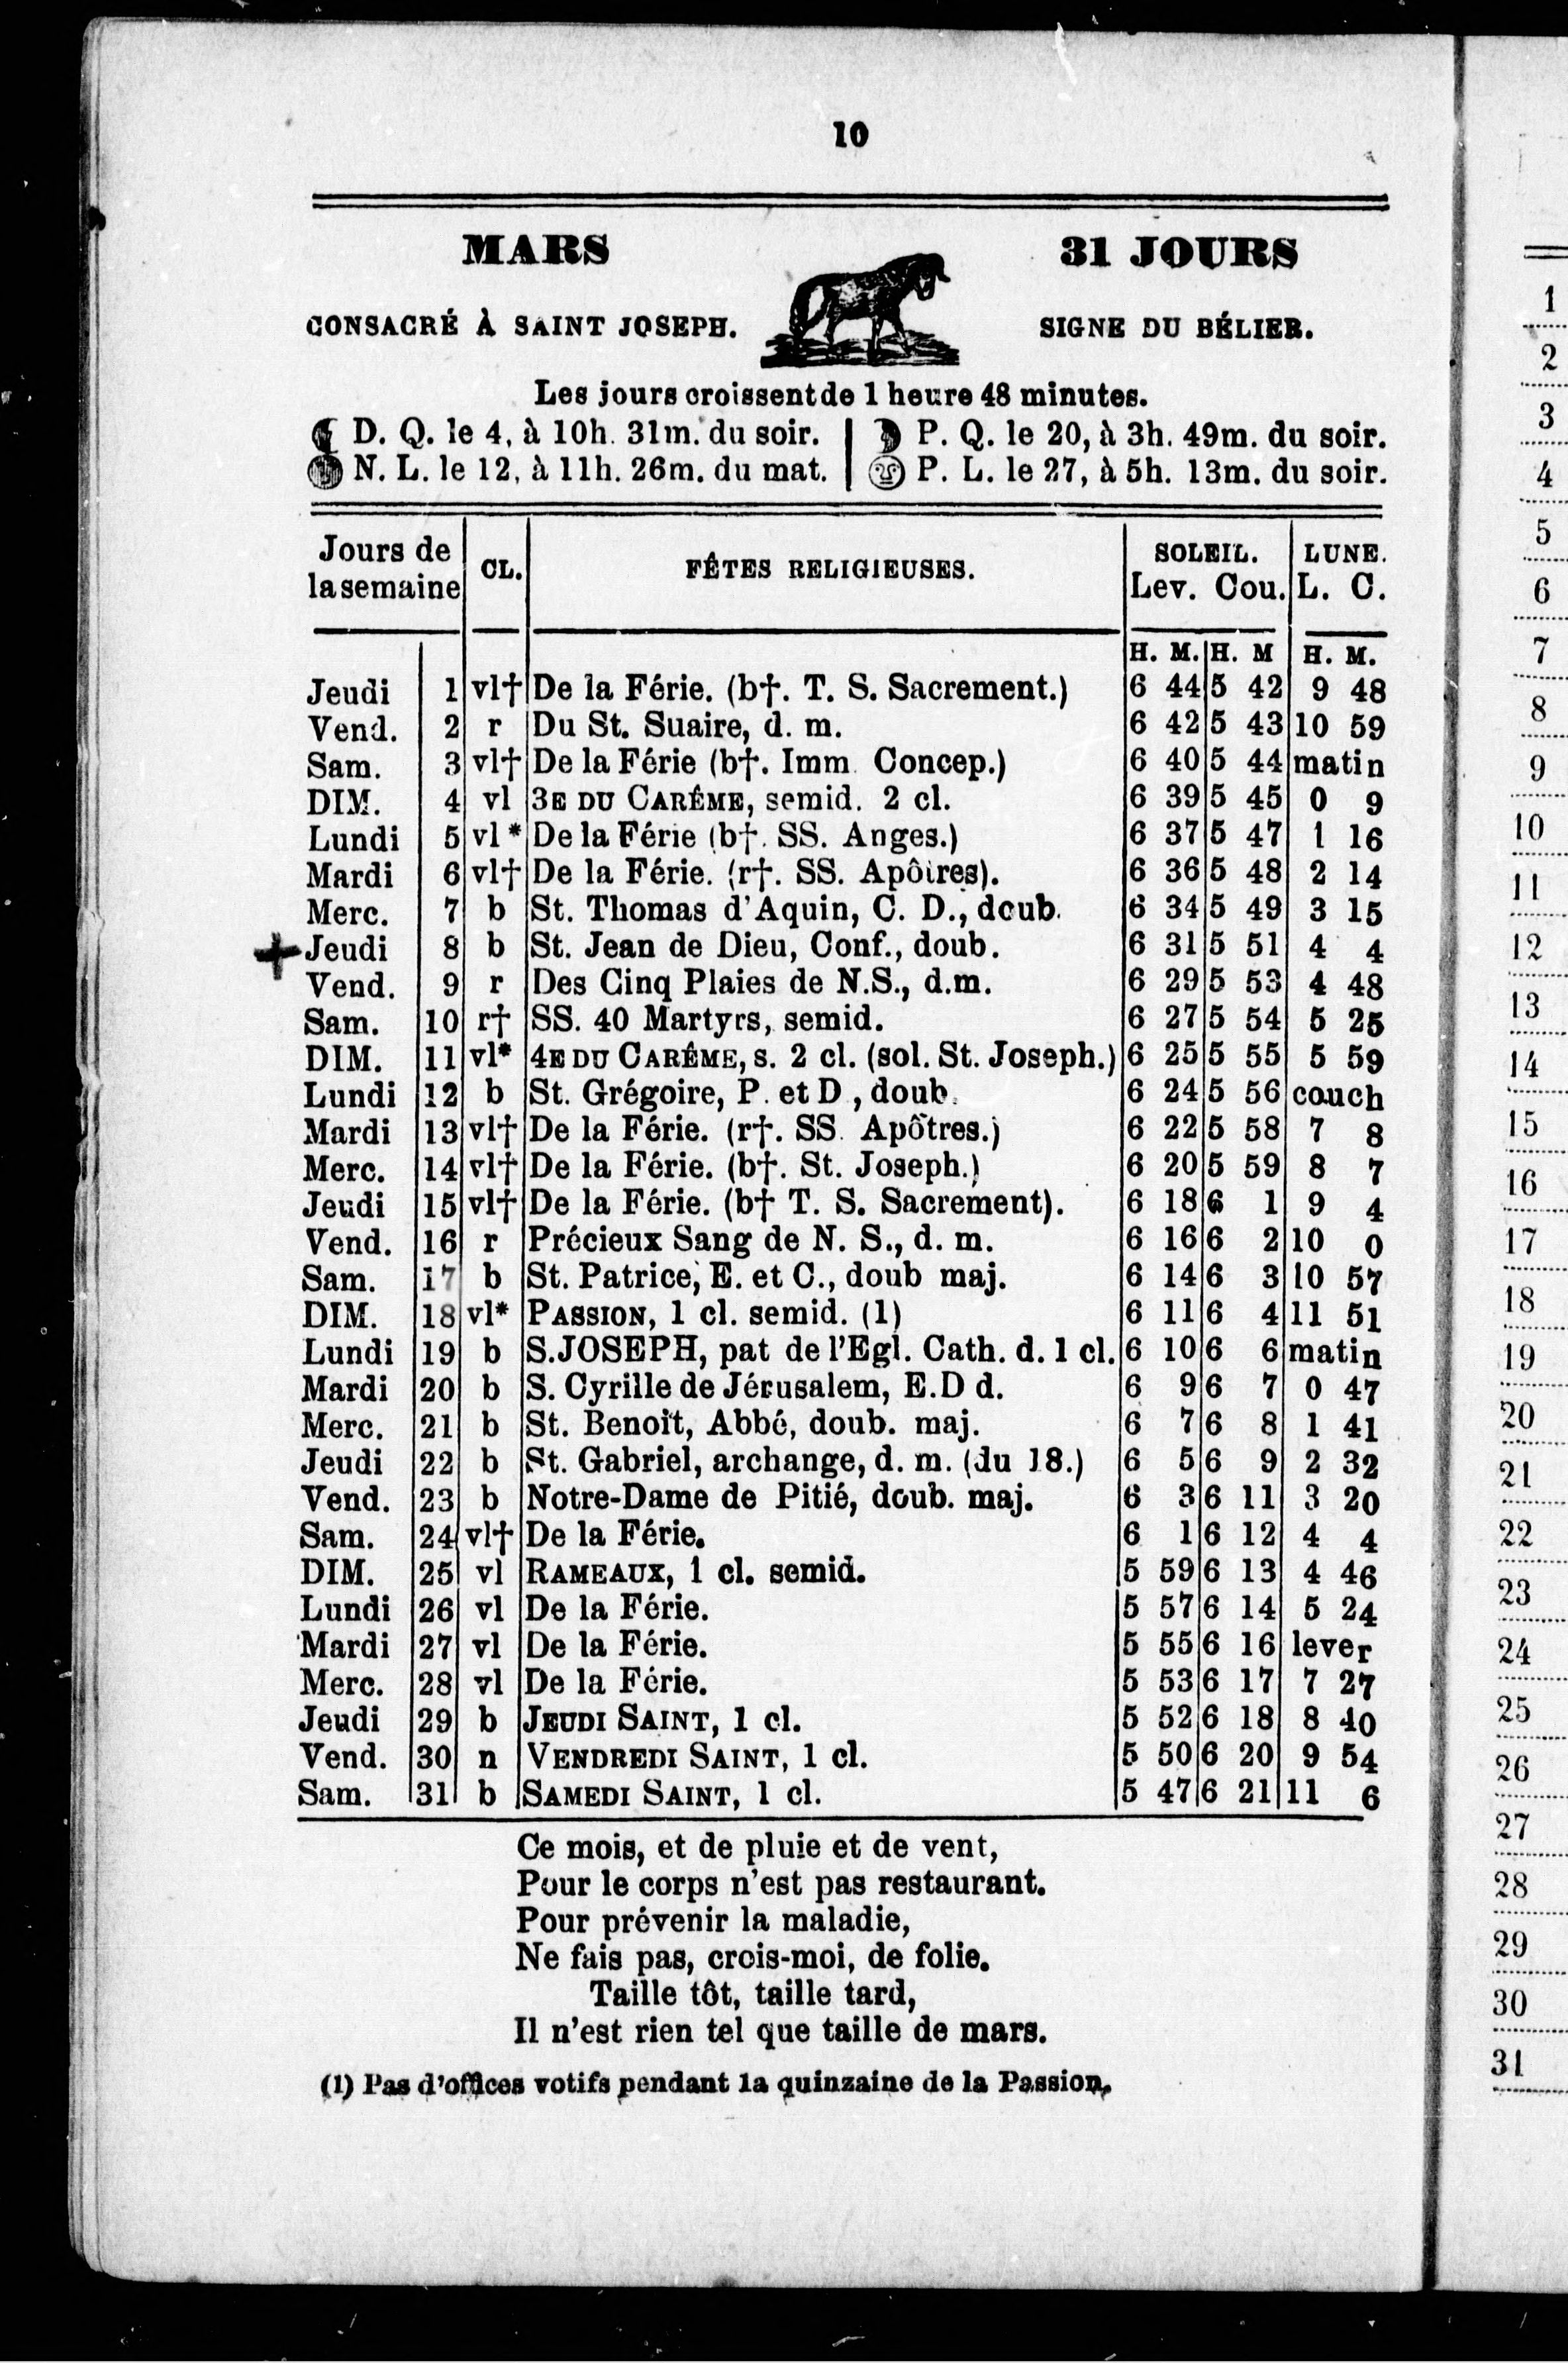 10
MARS 31 JOURS
CONSACRÉ À SAINT JOSEPH. SIGNE DU BÉLIER.
Les jours croissent de 1 heure 48 minutes.
D. Q. le 4, à 10h. 31m. du soir. P. Q. le 20, à 3h. 49m. du soir.
N. L. le 12, à 11h. 26m. du mat. P. L. le 27, à 5h. 13m. du soir.
Jours de la semaine CL. FÊTES RELIGIEUSES. SOLEIL. Lev. Cou. LUNE. L. C.
H. M. H. M H. M.
Jeudi 1 vl† De la Férie. (b†. T. S. Sacrement.) 6 44 5 42 9 48
Vend. 2 r Du St. Suaire, d. m. 6 42 5 43 10 59
Sam. 3 vl† De la Férie (b†. Imm. Concep.) 6 40 5 44 matin
DIM. 4 vl 3E DU CARÊME, semid. 2 cl. 6 39 5 45 0 9
Lundi 5 vl* De la Férie (b†. SS. Anges.) 6 37 5 47 1 16
Mardi 6 vl† De la Férie. (r†. SS. Apôtres). 6 36 5 48 2 14
Merc. 7 b St. Thomas d'Aquin, C. D., doub. 6 34 5 49 3 15
+ Jeudi 8 b St. Jean de Dieu, Conf., doub. 6 31 5 51 4 4
Vend. 9 r Des Cinq Plaies de N.S., d.m. 6 29 5 53 4 48
Sam. 10 r† SS. 40 Martyrs, semid. 6 27 5 54 5 25
DIM. 11 vl* 4E DU CARÊME, s. 2 cl. (sol. St. Joseph.) 6 25 5 55 5 59
Lundi 12 b St. Grégoire, P. et D, doub. 6 24 5 56 couch
Mardi 13 vl† De la Férie. (r†. SS. Apôtres.) 6 22 5 58 7 8
Merc. 14 vl† De la Férie. (b†. St. Joseph.) 6 20 5 59 8 7
Jeudi 15 vl† De la Férie. (b† T. S. Sacrement). 6 18 6 1 9 4
Vend. 16 r Précieux Sang de N. S., d. m. 6 16 6 2 10 0
Sam. 17 b St. Patrice, E. et C., doub maj. 6 14 6 3 10 57
DIM. 18 vl* PASSION, 1 cl. semid. (1) 6 11 6 4 11 51
Lundi 19 b S. JOSEPH, pat de l'Egl. Cath. d. 1 cl. 6 10 6 6 matin
Mardi 20 b S. Cyrille de Jérusalem, E.D d. 6 9 6 7 0 47
Merc. 21 b St. Benoît, Abbé, doub. maj. 6 7 6 8 1 41
Jeudi 22 b St. Gabriel, archange, d. m. (du 18.) 6 5 6 9 2 32
Vend. 23 b Notre-Dame de Pitié, doub. maj. 6 3 6 11 3 20
Sam. 24 vl† De la Férie. 6 1 6 12 4 4
DIM. 25 vl RAMEAUX, 1 cl. semid. 5 59 6 13 4 46
Lundi 26 vl De la Férie. 5 57 6 14 5 24
Mardi 27 vl De la Férie. 5 55 6 16 lever
Merc. 28 vl De la Férie. 5 53 6 17 7 27
Jeudi 29 b JEUDI SAINT, 1 cl. 5 52 6 18 8 40
Vend. 30 n VENDREDI SAINT, 1 cl. 5 50 6 20 9 54
Sam. 31 b SAMEDI SAINT, 1 cl. 5 47 6 21 11 6
Ce mois, et de pluie et de vent,
Pour le corps n'est pas restaurant.
Pour prévenir la maladie,
Ne fais pas, crois-moi, de folie.
Taille tôt, taille tard,
Il n'est rien tel que taille de mars.
(1) Pas d'offices votifs pendant la quinzaine de la Passion.
1
2
3
4
5
6
7
8
9
10
11
12
13
14
15
16
17
18
19
20
21
22
23
24
25
26
27
28
29
30
31